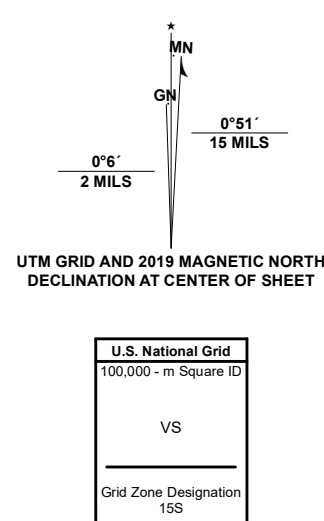 ★
MN
GN
0°51´
15 MILS
0°6´
2 MILS
UTM GRID AND 2019 MAGNETIC NORTH
DECLINATION AT CENTER OF SHEET
U.S. National Grid
100,000 - m Square ID
VS
Grid Zone Designation
15S